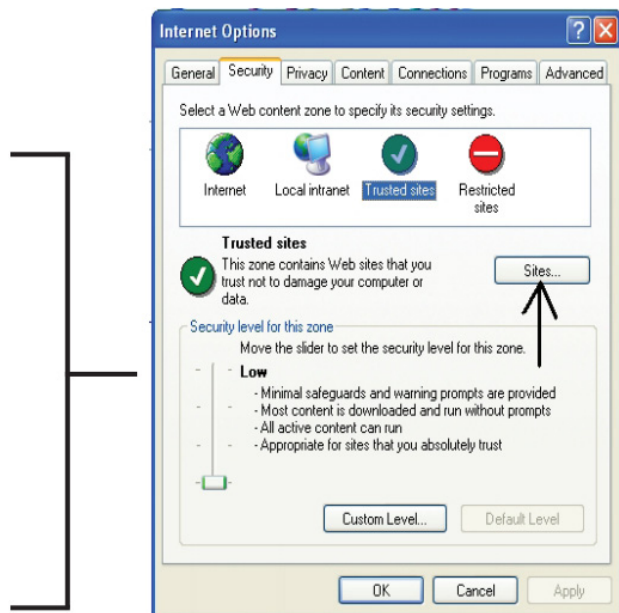 Internet Options
General Security Privacy Content Connections Programs Advanced
Select a Web content zone to specify its security settings.
Internet Local intranet Trusted sites Restricted sites
Trusted sites
This zone contains Web sites that you
trust not to damage your computer or
data.
Sites...
Security level for this zone
Move the slider to set the security level for this zone.
Low
- Minimal safeguards and warning prompts are provided
- Most content is downloaded and run without prompts
- All active content can run
- Appropriate for sites that you absolutely trust
Custom Level... Default Level
OK Cancel Apply